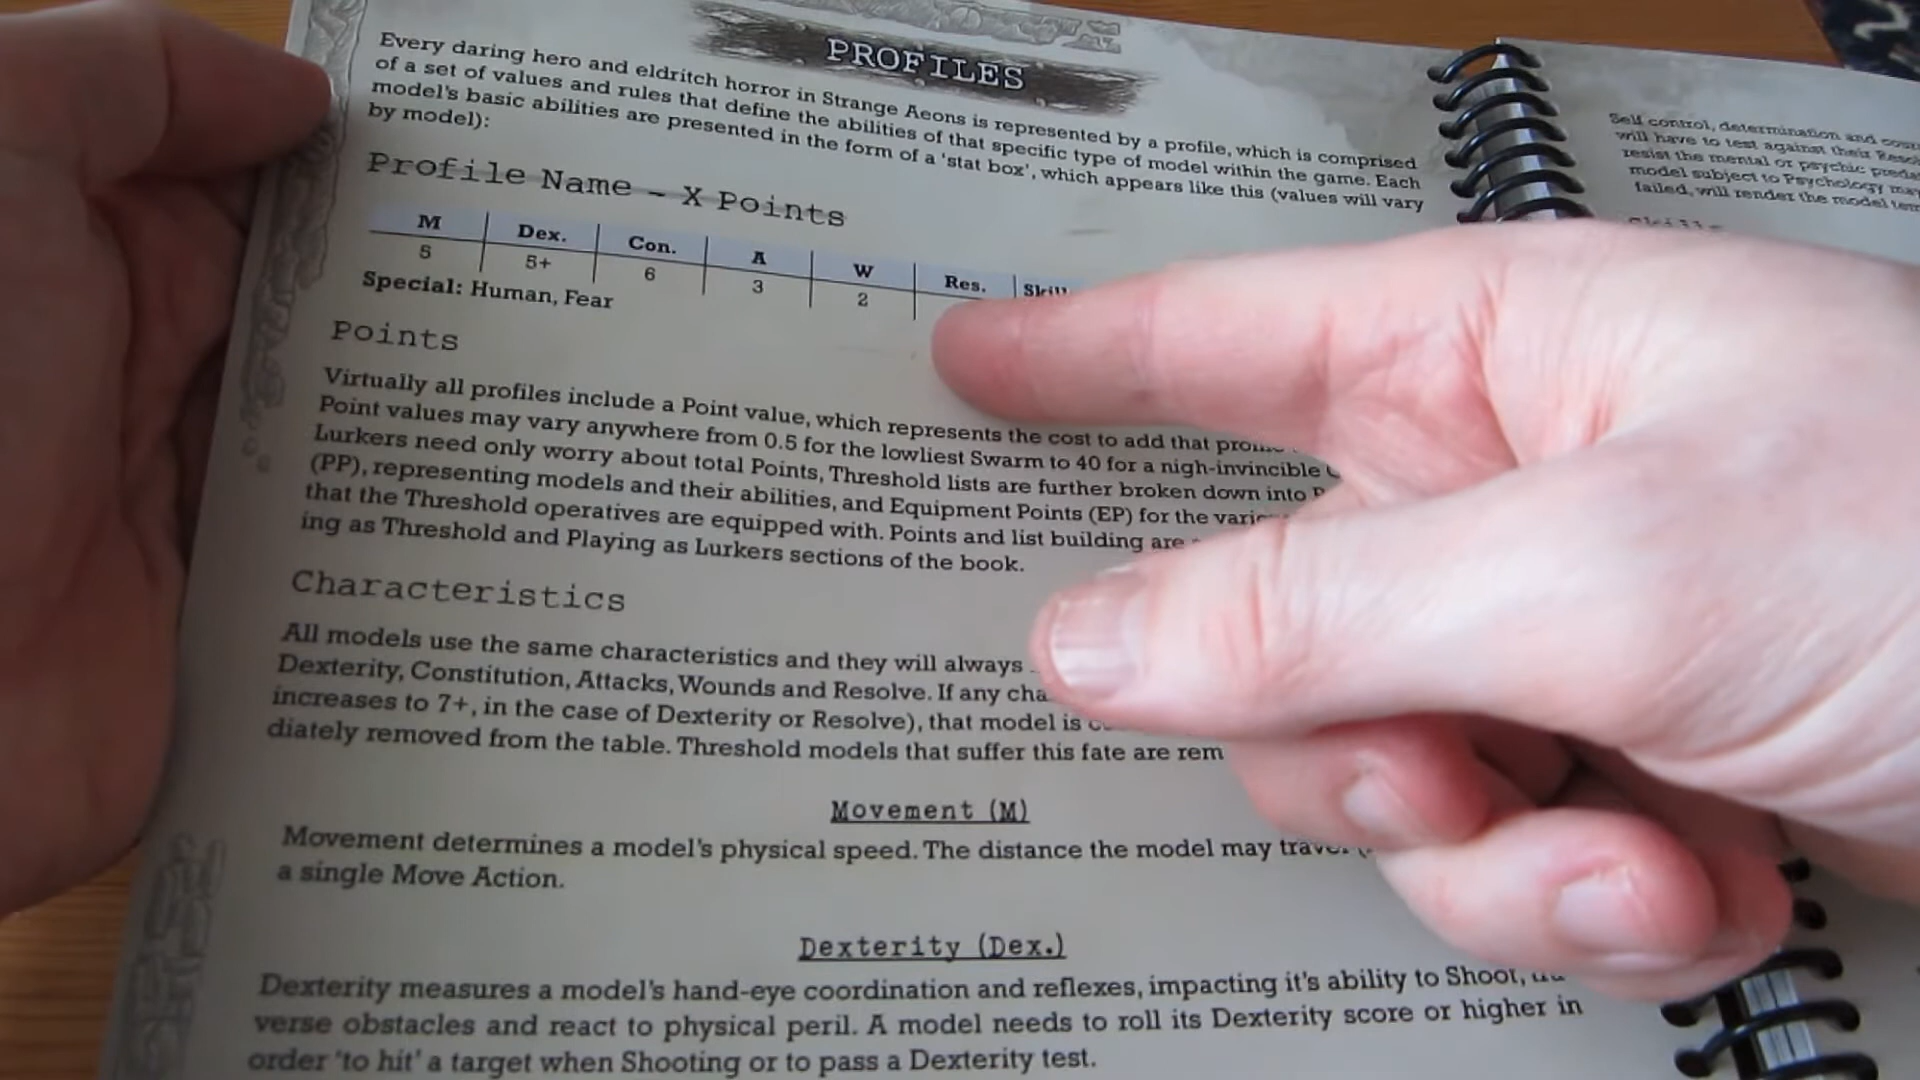 PROFILES
Every daring hero and eldritch horror in Strange Aeons is represented by a profile, which is comprised
of a set of values and rules that define the abilities of that specific type of model within the game. Each
model's basic abilities are presented in the form of a 'stat box', which appears like this (values will vary
by model):
Profile Name - X Points
M Dex. Con. A W Res.
5 5+ 6 3 2
Special: Human, Fear
Points
Virtually all profiles include a Point value, which represents the cost to add that
Point values may vary anywhere from 0.5 for the lowliest Swarm to 40 for a nigh-invincible
Lurkers need only worry about total Points, Threshold lists are further broken down into
(PP), representing models and their abilities, and Equipment Points (EP) for the
that the Threshold operatives are equipped with. Points and list building are
ing as Threshold and Playing as Lurkers sections of the book.
Characteristics
All models use the same characteristics and they will always
Dexterity, Constitution, Attacks, Wounds and Resolve. If any
increases to 7+, in the case of Dexterity or Resolve), that model is
diately removed from the table. Threshold models that suffer this fate are
Movement (M)
Movement determines a model's physical speed. The distance the model may
a single Move Action.
Dexterity (Dex.)
Dexterity measures a model's hand-eye coordination and reflexes, impacting it's ability to Shoot,
verse obstacles and react to physical peril. A model needs to roll its Dexterity score or higher in
order 'to hit' a target when Shooting or to pass a Dexterity test.
Self control, determination and
will have to test against their
resist the mental or psychic
model subject to Psychology
failed, will render the model